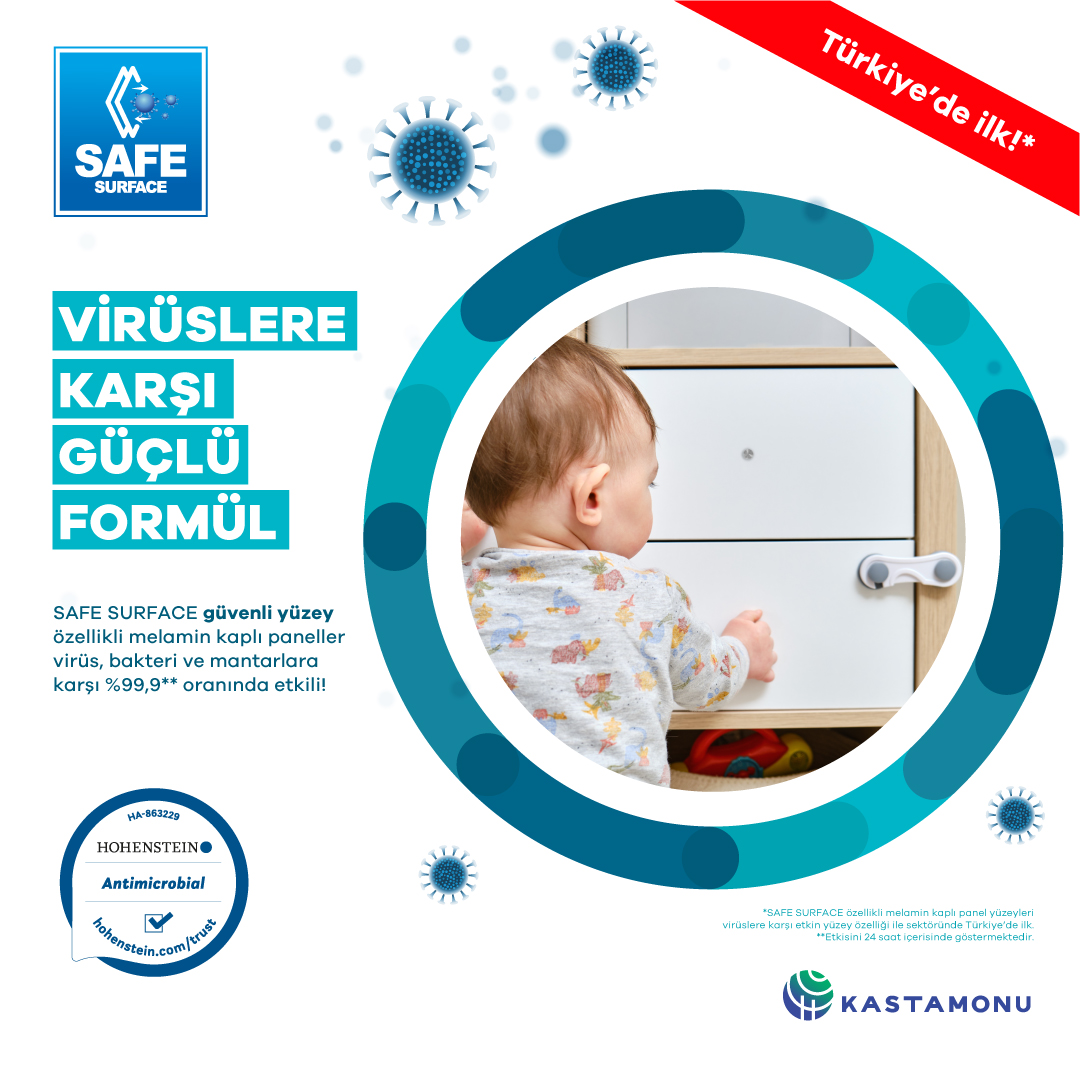 SAFE
SURFACE
Türkiye'de ilk!*
VİRÜSLERE
KARŞI
GÜÇLÜ
FORMÜL
SAFE SURFACE güvenli yüzey
özellikli melamin kaplı paneller
virüs, bakteri ve mantarlara
karşı %99,9** oranında etkili!
HA-863229
HOHENSTEIN
Antimicrobial
hohenstein.com/trust
*SAFE SURFACE özellikli melamin kaplı panel yüzeyleri
virüslere karşı etkin yüzey özelliği ile sektöründe Türkiye'de ilk.
**Etkisini 24 saat içerisinde göstermektedir.
KASTAMONU